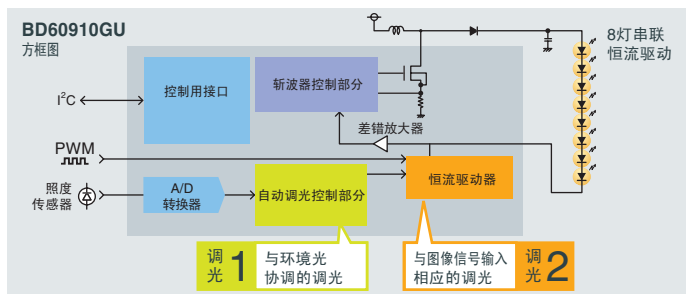 BD60910GU
方框图
8灯串联
恒流驱动
I²C
控制用接口
斩波器控制部分
差错放大器
PWM
照度
传感器
A/D
转换器
自动调光控制部分
恒流驱动器
调光
1
与环境光
协调的调光
与图像信号输入
相应的调光
调光
2